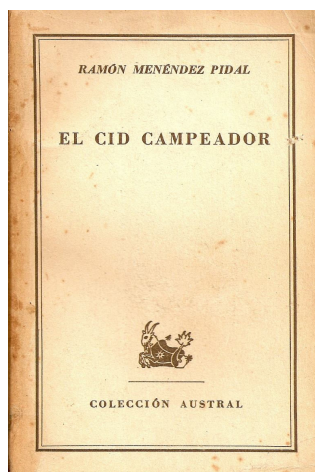 RAMÓN MENÉNDEZ PIDAL
EL CID CAMPEADOR
COLECCIÓN AUSTRAL